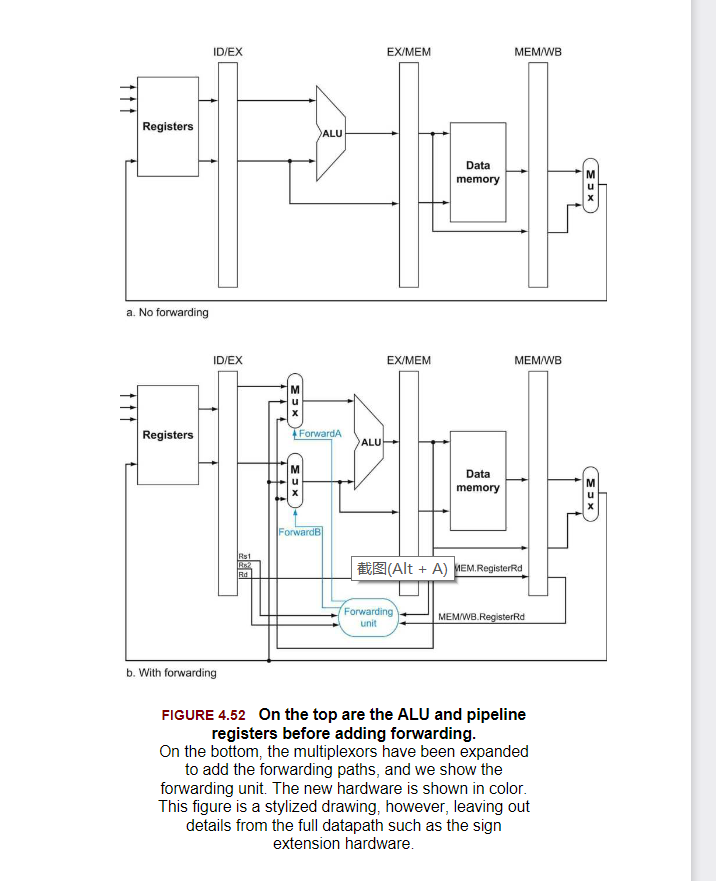 ID/EX
EX/MEM
MEM/WB
Registers
ALU
Data
memory
M
u
x
a. No forwarding
ID/EX
EX/MEM
MEM/WB
M
u
x
Registers
ForwardA
ALU
M
u
x
Data
memory
M
u
x
ForwardB
Rs1
Rs2
Rd
截图(Alt + A)
MEM.RegisterRd
Forwarding
unit
MEM/WB.RegisterRd
b. With forwarding
FIGURE 4.52 On the top are the ALU and pipeline
registers before adding forwarding.
On the bottom, the multiplexors have been expanded
to add the forwarding paths, and we show the
forwarding unit. The new hardware is shown in color.
This figure is a stylized drawing, however, leaving out
details from the full datapath such as the sign
extension hardware.